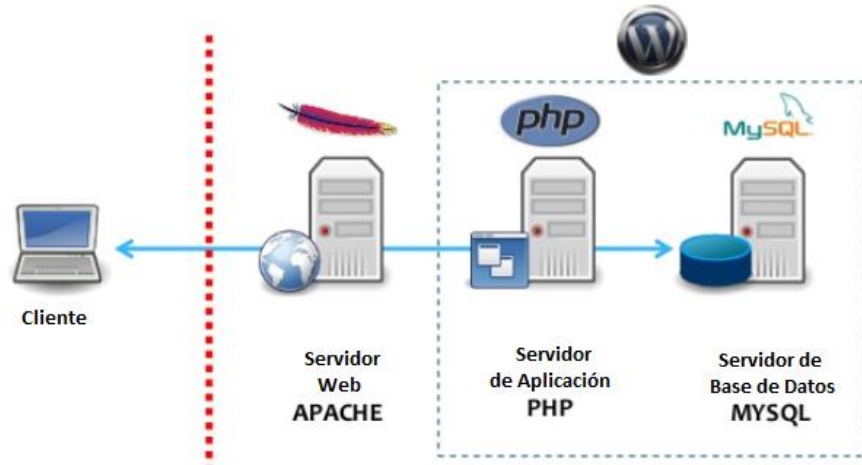 W
php
MySQL
Cliente
Servidor
Web
APACHE
Servidor
de Aplicación
PHP
Servidor de
Base de Datos
MYSQL